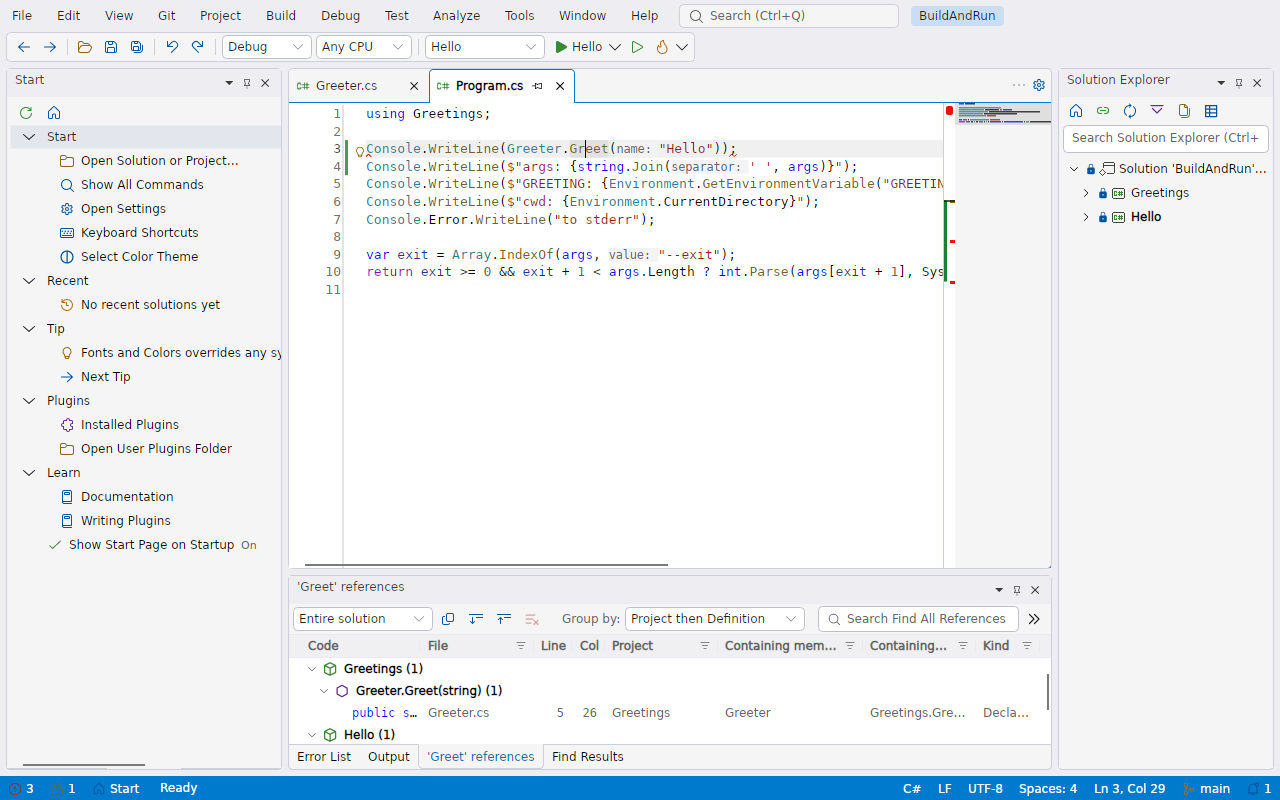 File Edit View Git Project Build Debug Test Analyze Tools Window Help Search (Ctrl+Q) BuildAndRun
Debug Any CPU Hello Hello
Start
Start
Open Solution or Project...
Show All Commands
Open Settings
Keyboard Shortcuts
Select Color Theme
Recent
No recent solutions yet
Tip
Fonts and Colors overrides any sy
Next Tip
Plugins
Installed Plugins
Open User Plugins Folder
Learn
Documentation
Writing Plugins
Show Start Page on Startup On
Greeter.cs Program.cs
1 using Greetings;
2
3 Console.WriteLine(Greeter.Greet(name: "Hello"));
4 Console.WriteLine($"args: {string.Join(separator: ' ', args)}");
5 Console.WriteLine($"GREETING: {Environment.GetEnvironmentVariable("GREETIN
6 Console.WriteLine($"cwd: {Environment.CurrentDirectory}");
7 Console.Error.WriteLine("to stderr");
8
9 var exit = Array.IndexOf(args, value: "--exit");
10 return exit >= 0 && exit + 1 < args.Length ? int.Parse(args[exit + 1], Sys
11
'Greet' references
Entire solution Group by: Project then Definition Search Find All References
Code File Line Col Project Containing mem... Containing... Kind
Greetings (1)
Greeter.Greet(string) (1)
public s... Greeter.cs 5 26 Greetings Greeter Greetings.Gre... Decla...
Hello (1)
Error List Output 'Greet' references Find Results
Solution Explorer
Search Solution Explorer (Ctrl+
Solution 'BuildAndRun'...
C# Greetings
C# Hello
3 1 Start Ready C# LF UTF-8 Spaces: 4 Ln 3, Col 29 main 1